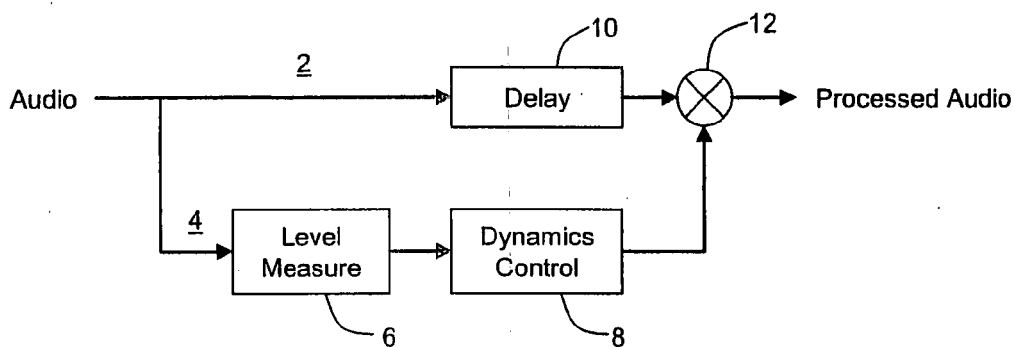 10
12
2
Audio
Delay
Processed Audio
4
Level
Measure
Dynamics
Control
6
8